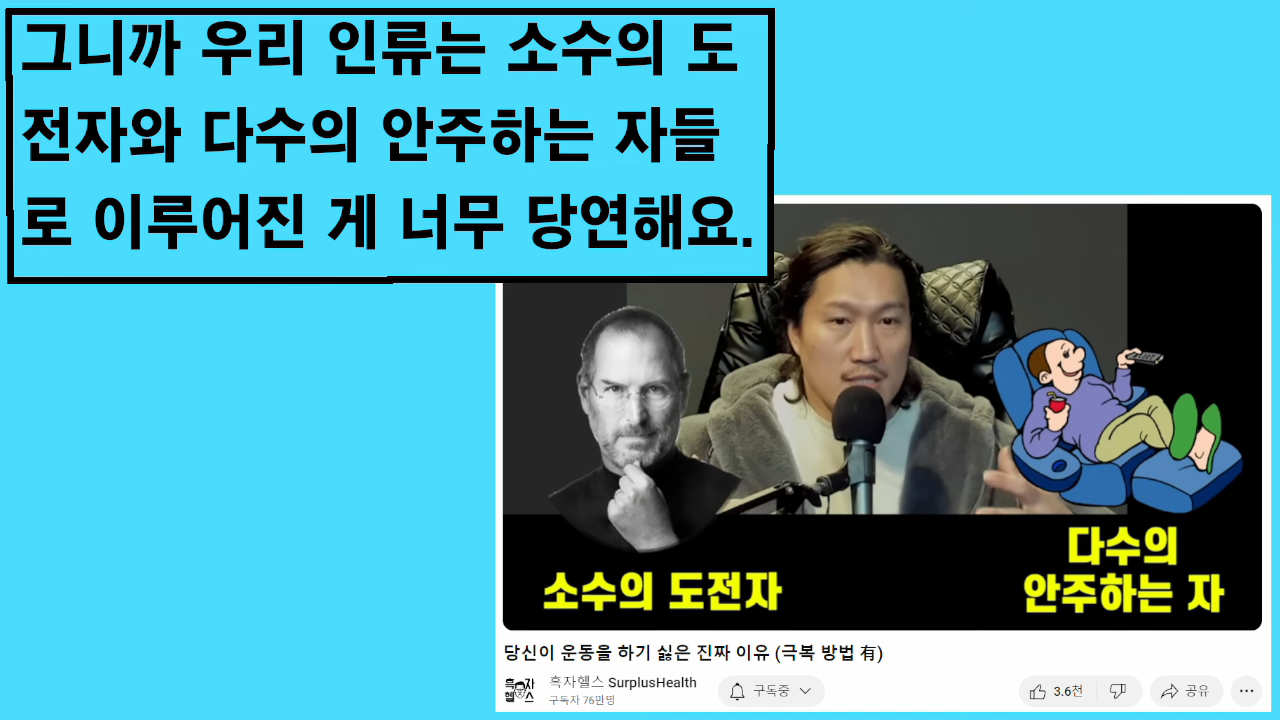 그니까 우리 인류는 소수의 도
전자와 다수의 안주하는 자들
로 이루어진 게 너무 당연해요.
소수의 도전자
다수의
안주하는 자
당신이 운동을 하기 싫은 진짜 이유 (극복 방법 有)
흑자
헬스
흑자헬스 SurplusHealth
구독자 76만명
구독중
3.6천
공유